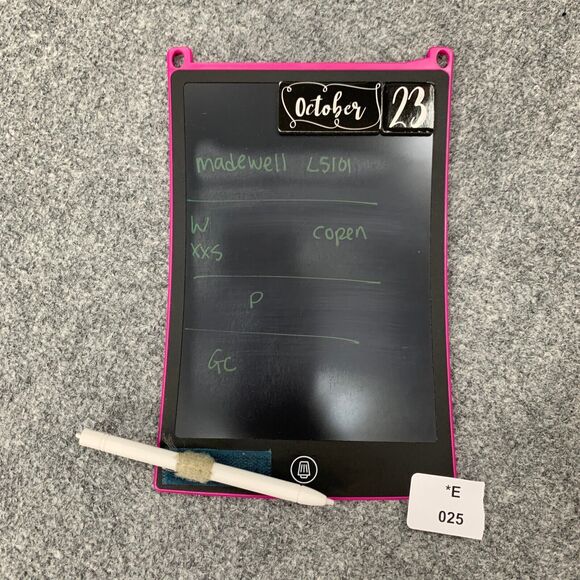 October 23
madewell L5101
W copen
xxs
P
GC
*E
025